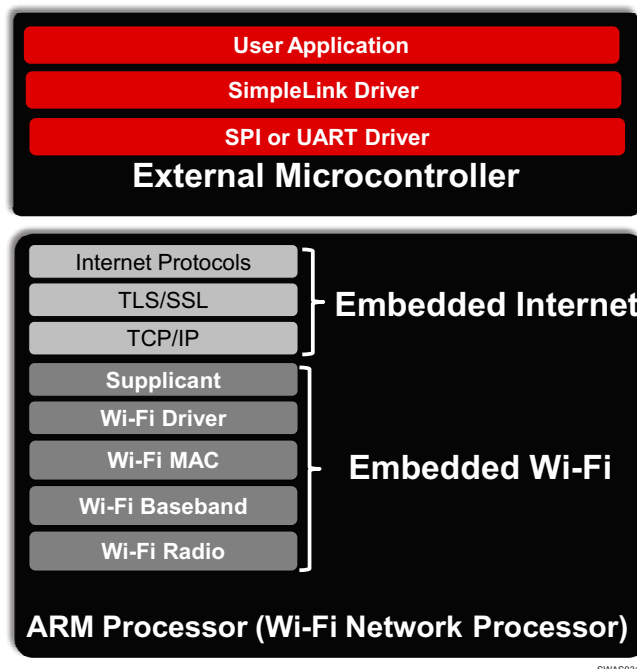 User Application
SimpleLink Driver
SPI or UART Driver
External Microcontroller
Internet Protocols
TLS/SSL
TCP/IP
Embedded Internet
Supplicant
Wi-Fi Driver
Wi-Fi MAC
Wi-Fi Baseband
Wi-Fi Radio
Embedded Wi-Fi
ARM Processor (Wi-Fi Network Processor)